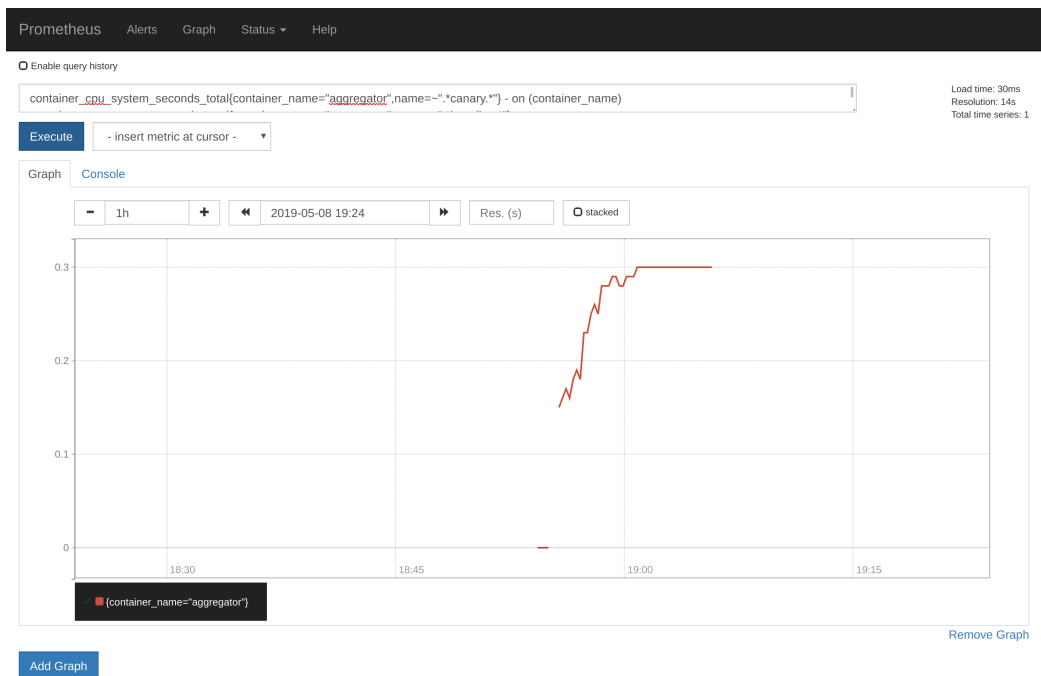 Prometheus Alerts Graph Status Help
Enable query history
container_cpu_system_seconds_total{container_name="aggregator",name=~".*canary.*"} - on (container_name)
Load time: 30ms
Resolution: 14s
Total time series: 1
Execute - insert metric at cursor -
Graph Console
1h 2019-05-08 19:24 Res. (s) stacked
0.3
0.2
0.1
0
18:30 18:45 19:00 19:15
{container_name="aggregator"}
Remove Graph
Add Graph